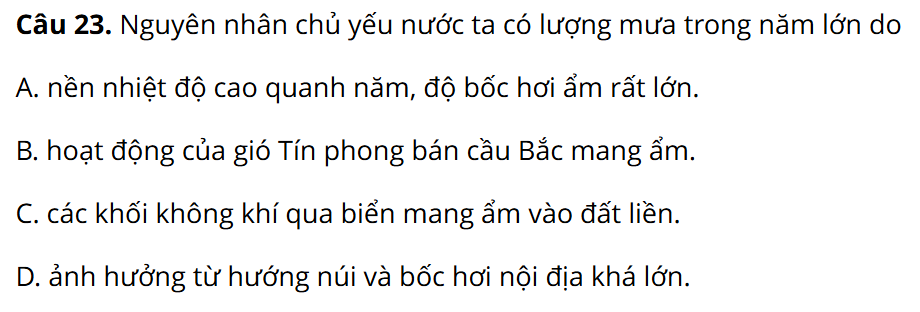 Câu 23. Nguyên nhân chủ yếu nước ta có lượng mưa trong năm lớn do
A. nền nhiệt độ cao quanh năm, độ bốc hơi ẩm rất lớn.
B. hoạt động của gió Tín phong bán cầu Bắc mang ẩm.
C. các khối không khí qua biển mang ẩm vào đất liền.
D. ảnh hưởng từ hướng núi và bốc hơi nội địa khá lớn.